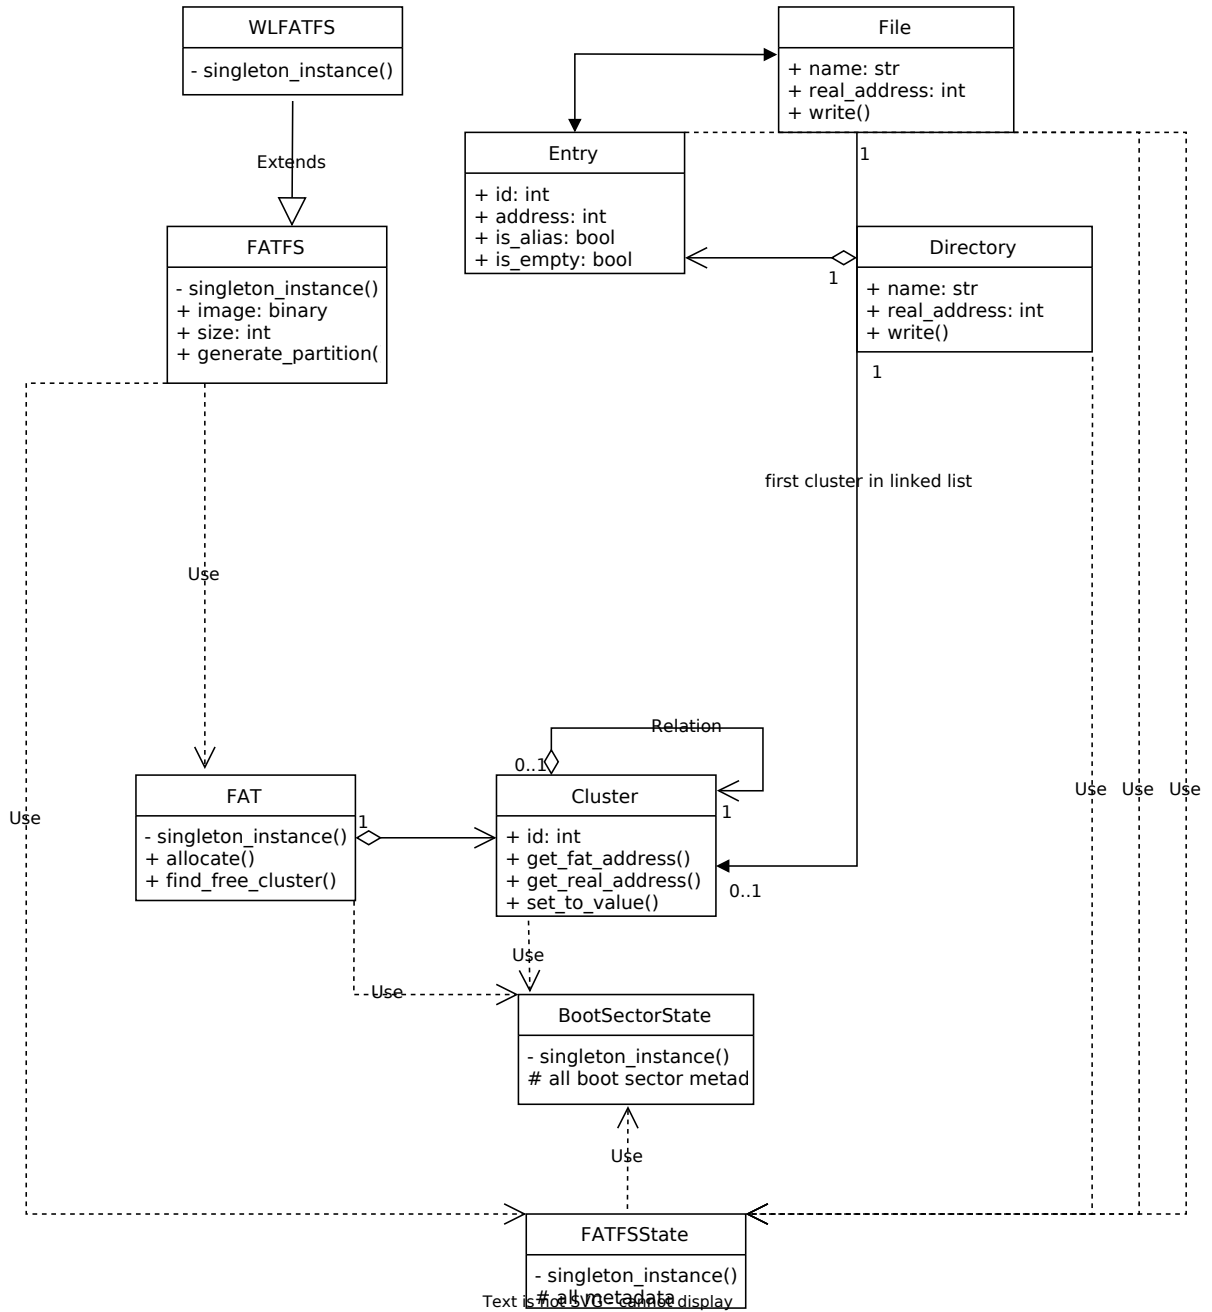 WLFATFS
- singleton_instance()
File
+ name: str
+ real_address: int
+ write()
Extends
Entry
+ id: int
+ address: int
+ is_alias: bool
+ is_empty: bool
1
FATFS
- singleton_instance()
+ image: binary
+ size: int
+ generate_partition(
Directory
+ name: str
+ real_address: int
+ write()
1
1
first cluster in linked list
Use
Relation
0..1
FAT
- singleton_instance()
+ allocate()
+ find_free_cluster()
1
Cluster
+ id: int
+ get_fat_address()
+ get_real_address()
+ set_to_value()
1
0..1
Use
Use
Use
Use
Use
Use
BootSectorState
- singleton_instance()
# all boot sector metad
Use
FATFSState
- singleton_instance()
# all metadata
Text is not SVG - cannot display